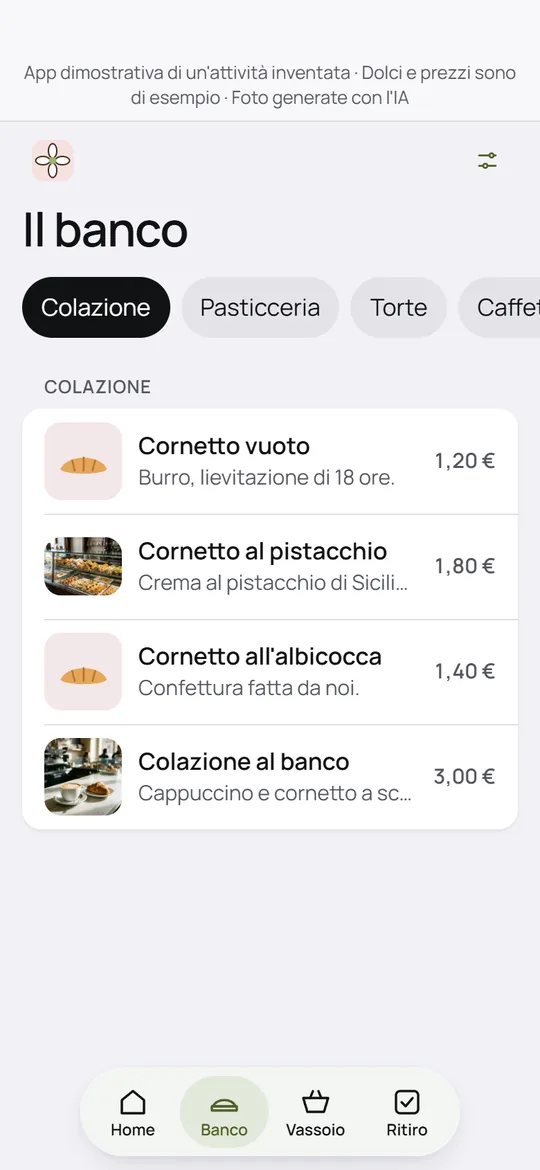 App dimostrativa di un'attività inventata · Dolci e prezzi sono
di esempio · Foto generate con l'IA
Il banco
Colazione
Pasticceria
Torte
Caffet
COLAZIONE
Cornetto vuoto
Burro, lievitazione di 18 ore.
1,20 €
Cornetto al pistacchio
Crema al pistacchio di Sicili...
1,80 €
Cornetto all'albicocca
Confettura fatta da noi.
1,40 €
Colazione al banco
Cappuccino e cornetto a sc...
3,00 €
Home
Banco
Vassoio
Ritiro